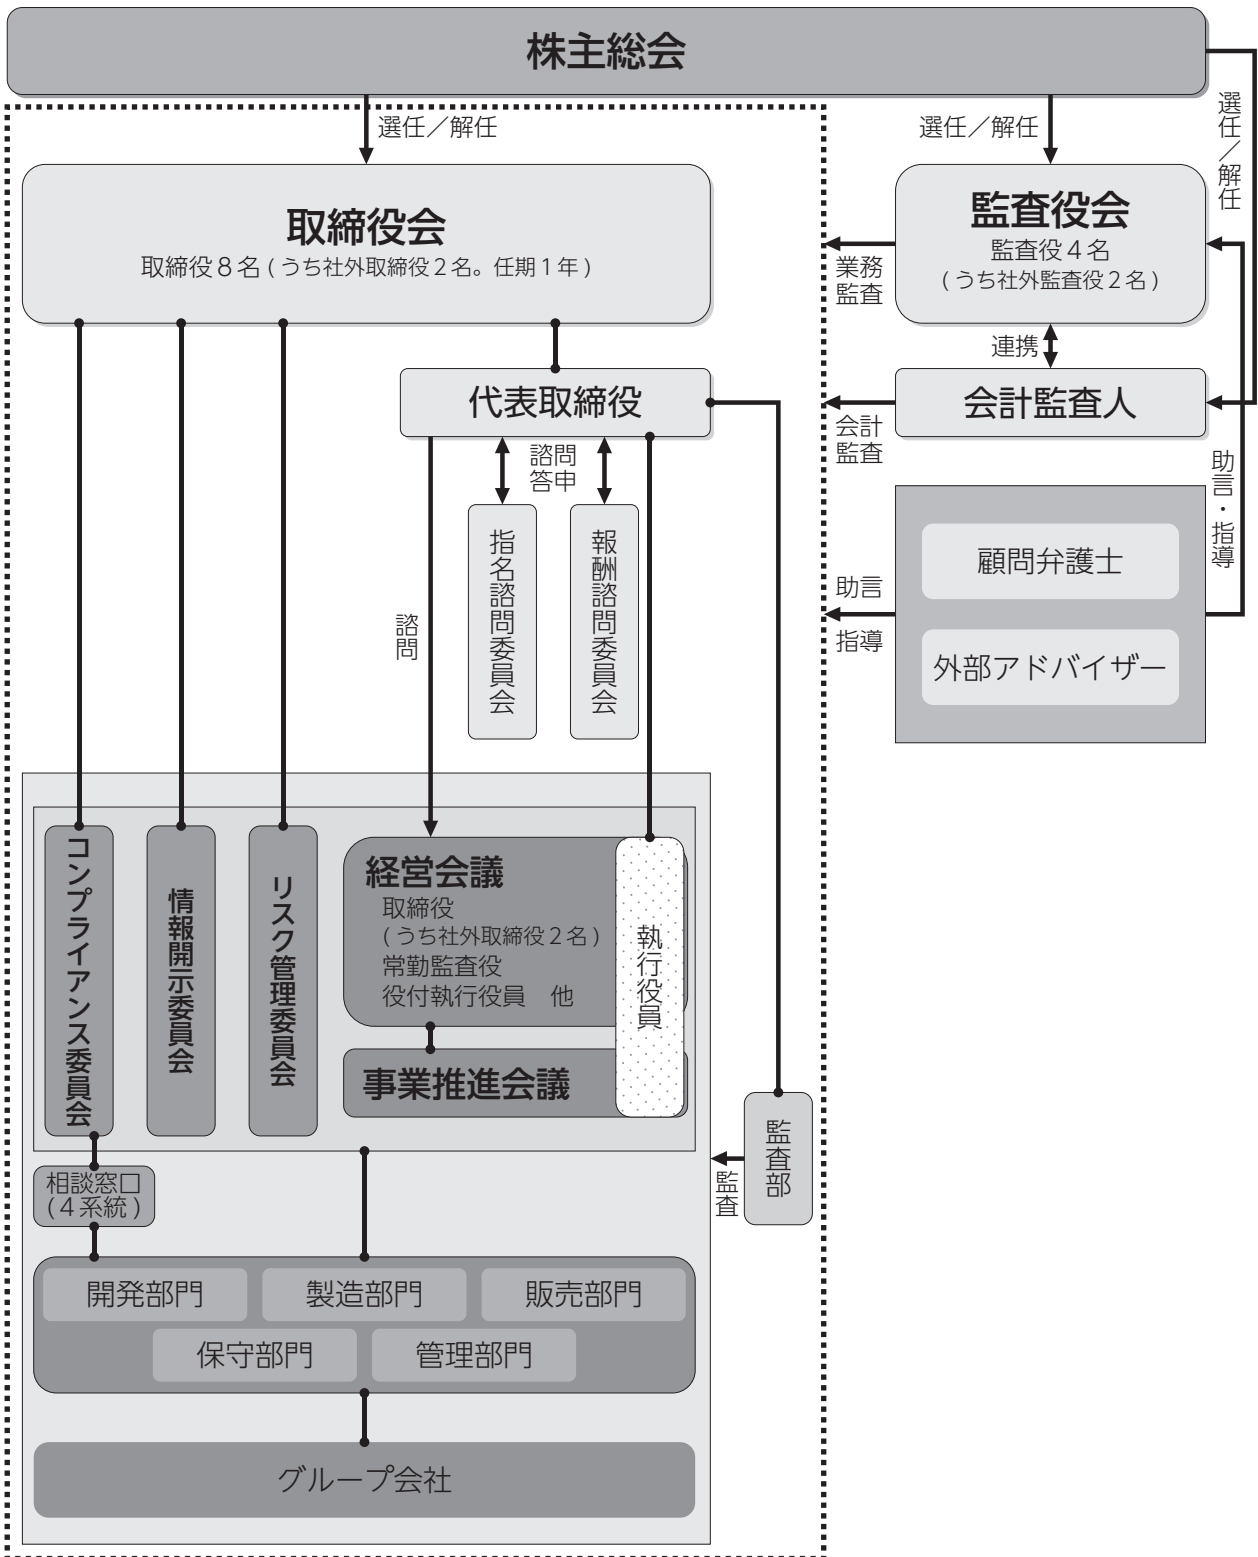 株主総会
選任／解任
選任／解任
選任／解任
取締役会
取締役８名 ( うち社外取締役２名。任期１年 )
監査役会
監査役４名
( うち社外監査役２名 )
業務
監査
連携
代表取締役
会計監査人
会計
監査
諮問
答申
助言・指導
指名諮問委員会
報酬諮問委員会
諮問
顧問弁護士
外部アドバイザー
助言
指導
コンプライアンス委員会
情報開示委員会
リスク管理委員会
経営会議
取締役
( うち社外取締役２名 )
常勤監査役
役付執行役員　他
執行役員
事業推進会議
監査部
監査
相談窓口
(４系統 )
開発部門
製造部門
販売部門
保守部門
管理部門
グループ会社